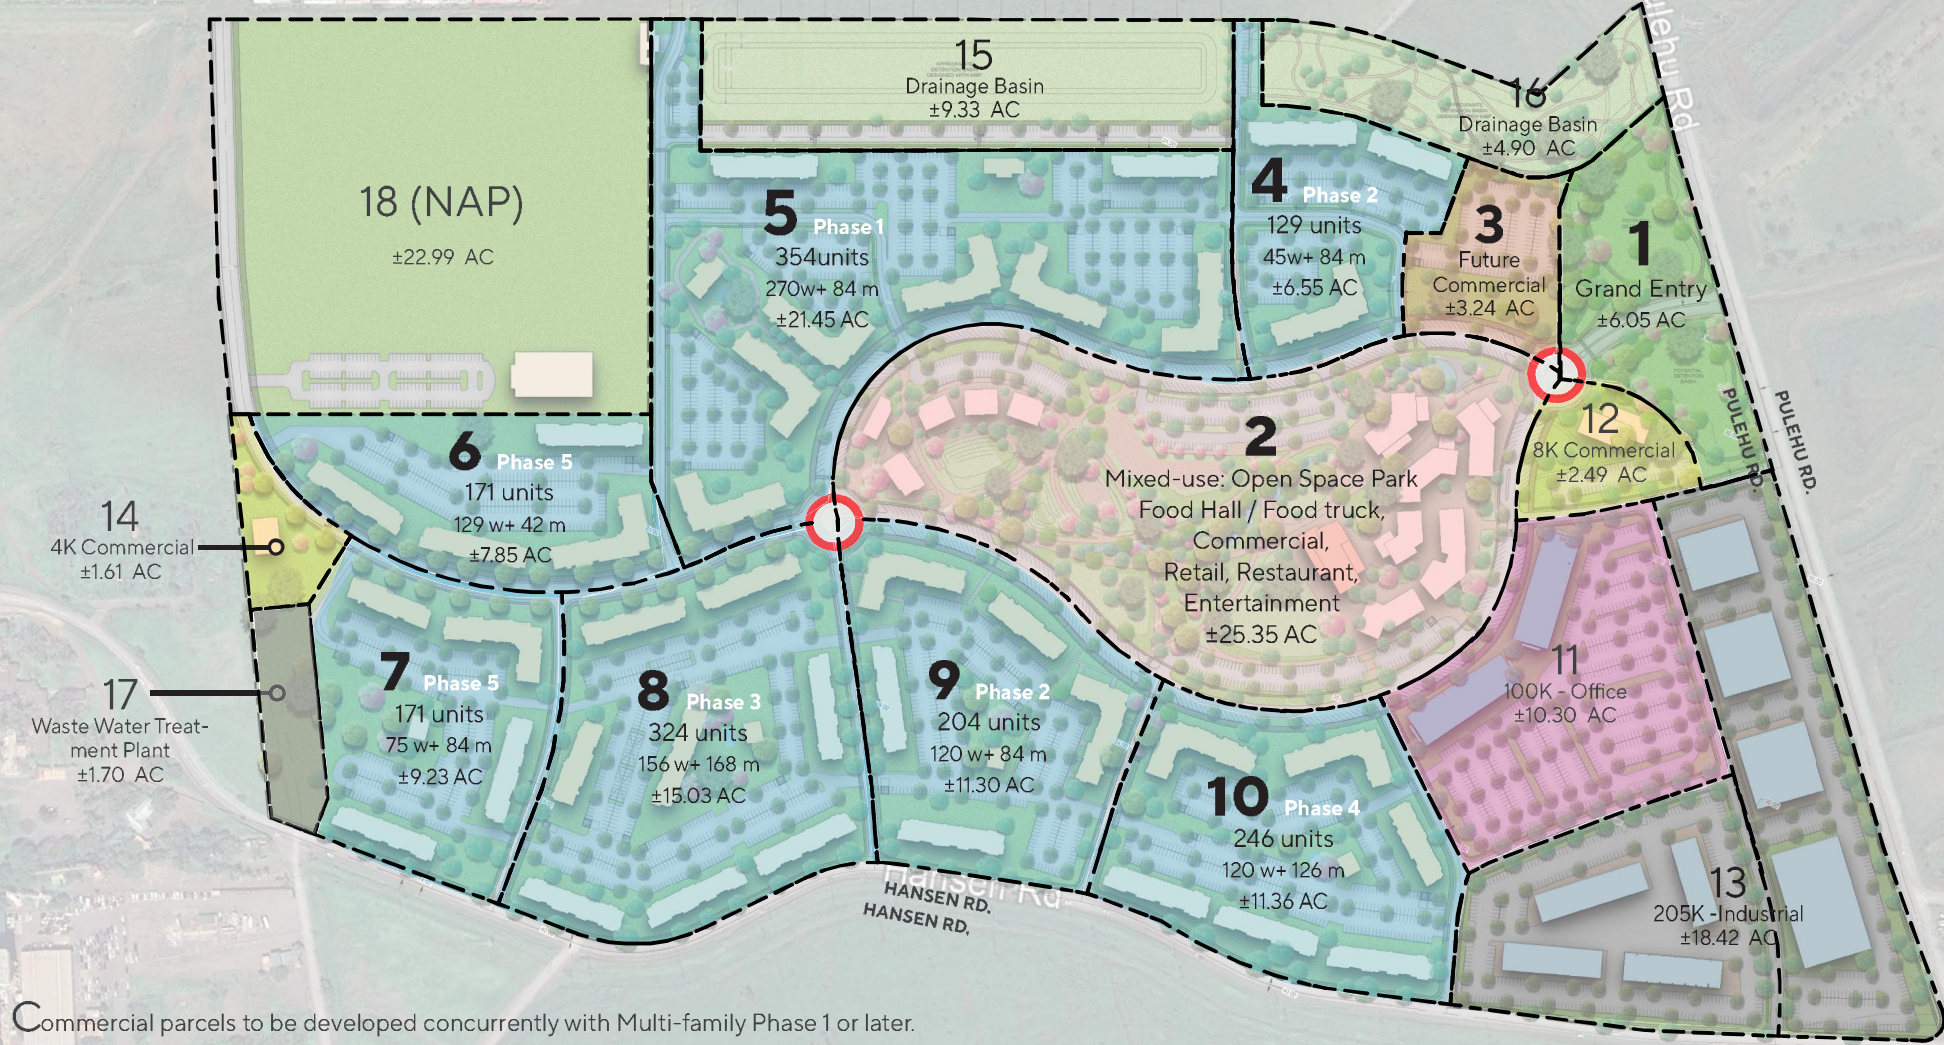 15
Drainage Basin
±9.33 AC
16
Drainage Basin
±4.90 AC
18 (NAP)
±22.99 AC
5 Phase 1
354units
270w+ 84 m
±21.45 AC
4 Phase 2
129 units
45w+ 84 m
±6.55 AC
3
Future
Commercial
±3.24 AC
1
Grand Entry
±6.05 AC
PULEHU RD.
PULEHU RD.
2
Mixed-use: Open Space Park
Food Hall / Food truck,
Commercial,
Retail, Restaurant,
Entertainment
±25.35 AC
12
8K Commercial
±2.49 AC
6 Phase 5
171 units
129 w+ 42 m
±7.85 AC
14
4K Commercial
±1.61 AC
17
Waste Water Treat-
ment Plant
±1.70 AC
7 Phase 5
171 units
75 w+ 84 m
±9.23 AC
8 Phase 3
324 units
156 w+ 168 m
±15.03 AC
9 Phase 2
204 units
120 w+ 84 m
±11.30 AC
10 Phase 4
246 units
120 w+ 126 m
±11.36 AC
11
100K - Office
±10.30 AC
13
205K -Industrial
±18.42 AC
Hansen Rd
HANSEN RD.
HANSEN RD,
Commercial parcels to be developed concurrently with Multi-family Phase 1 or later.